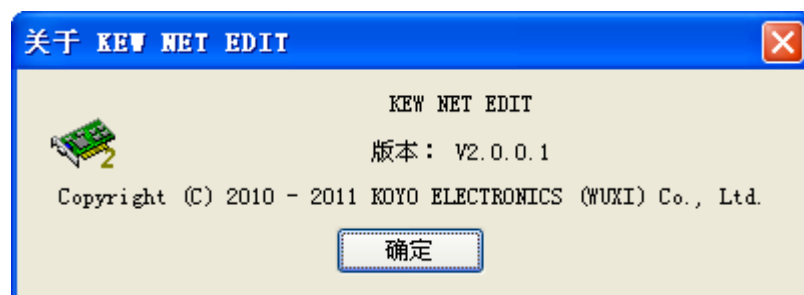 关于 KEW NET EDIT
KEW NET EDIT
版本： V2.0.0.1
2
Copyright (C) 2010 - 2011 KOYO ELECTRONICS (WUXI) Co., Ltd.
确定